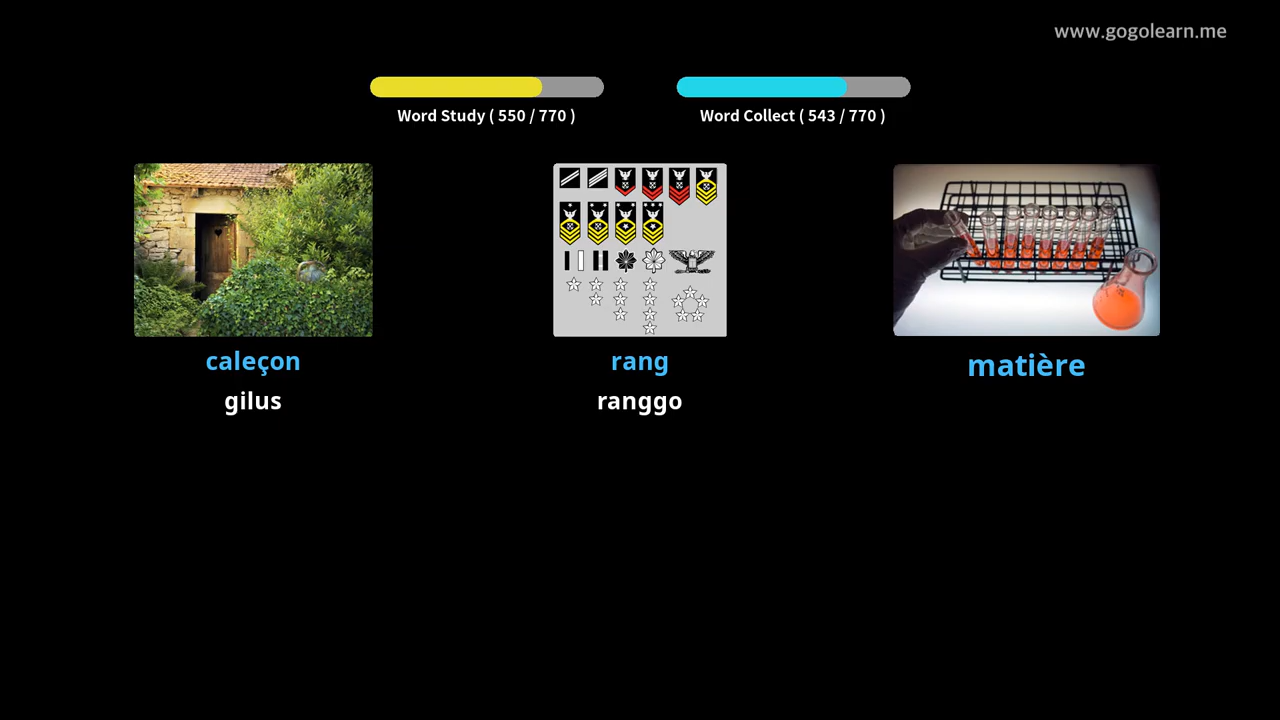 www.gogolearn.me
Word Study ( 550 / 770 )
Word Collect ( 543 / 770 )
caleçon
gilus
rang
ranggo
matière